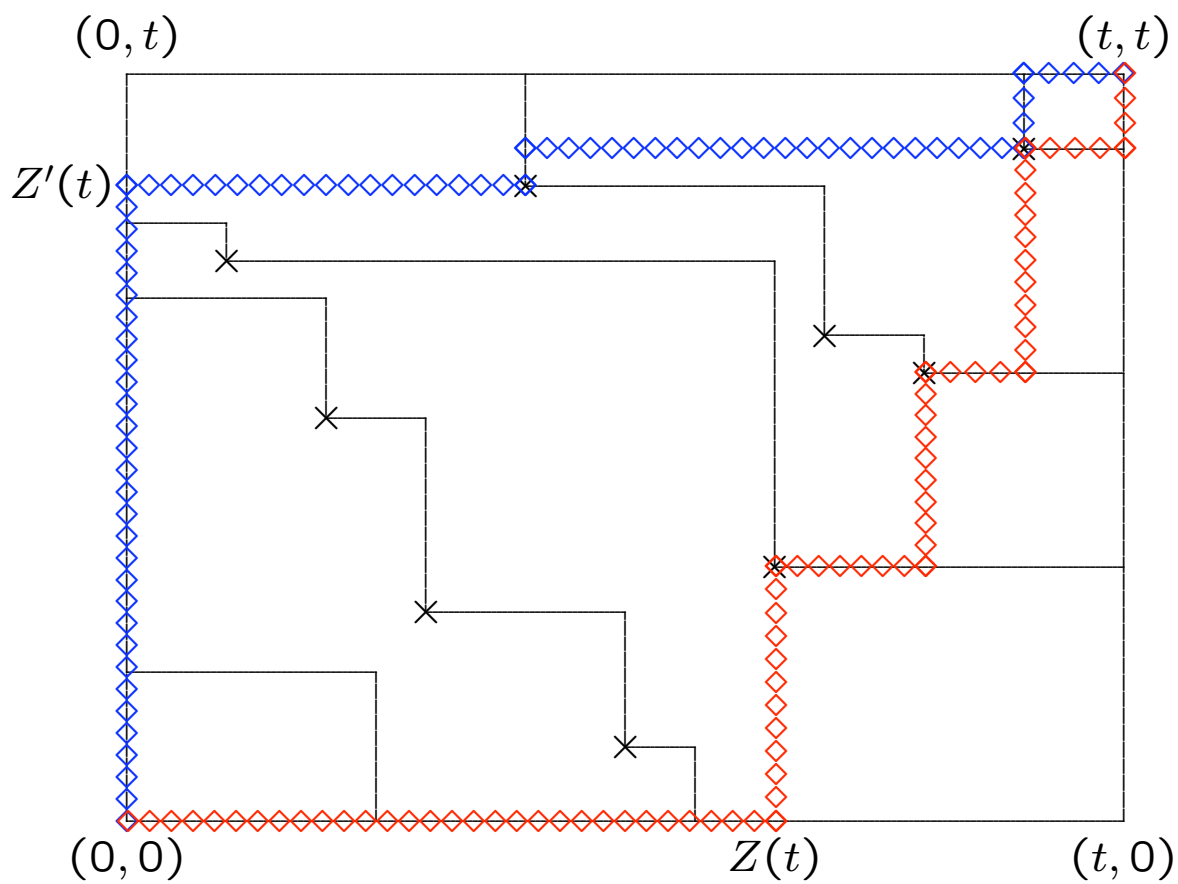 (0, t) (t, t)
Z′(t)
(0, 0) Z(t) (t, 0)